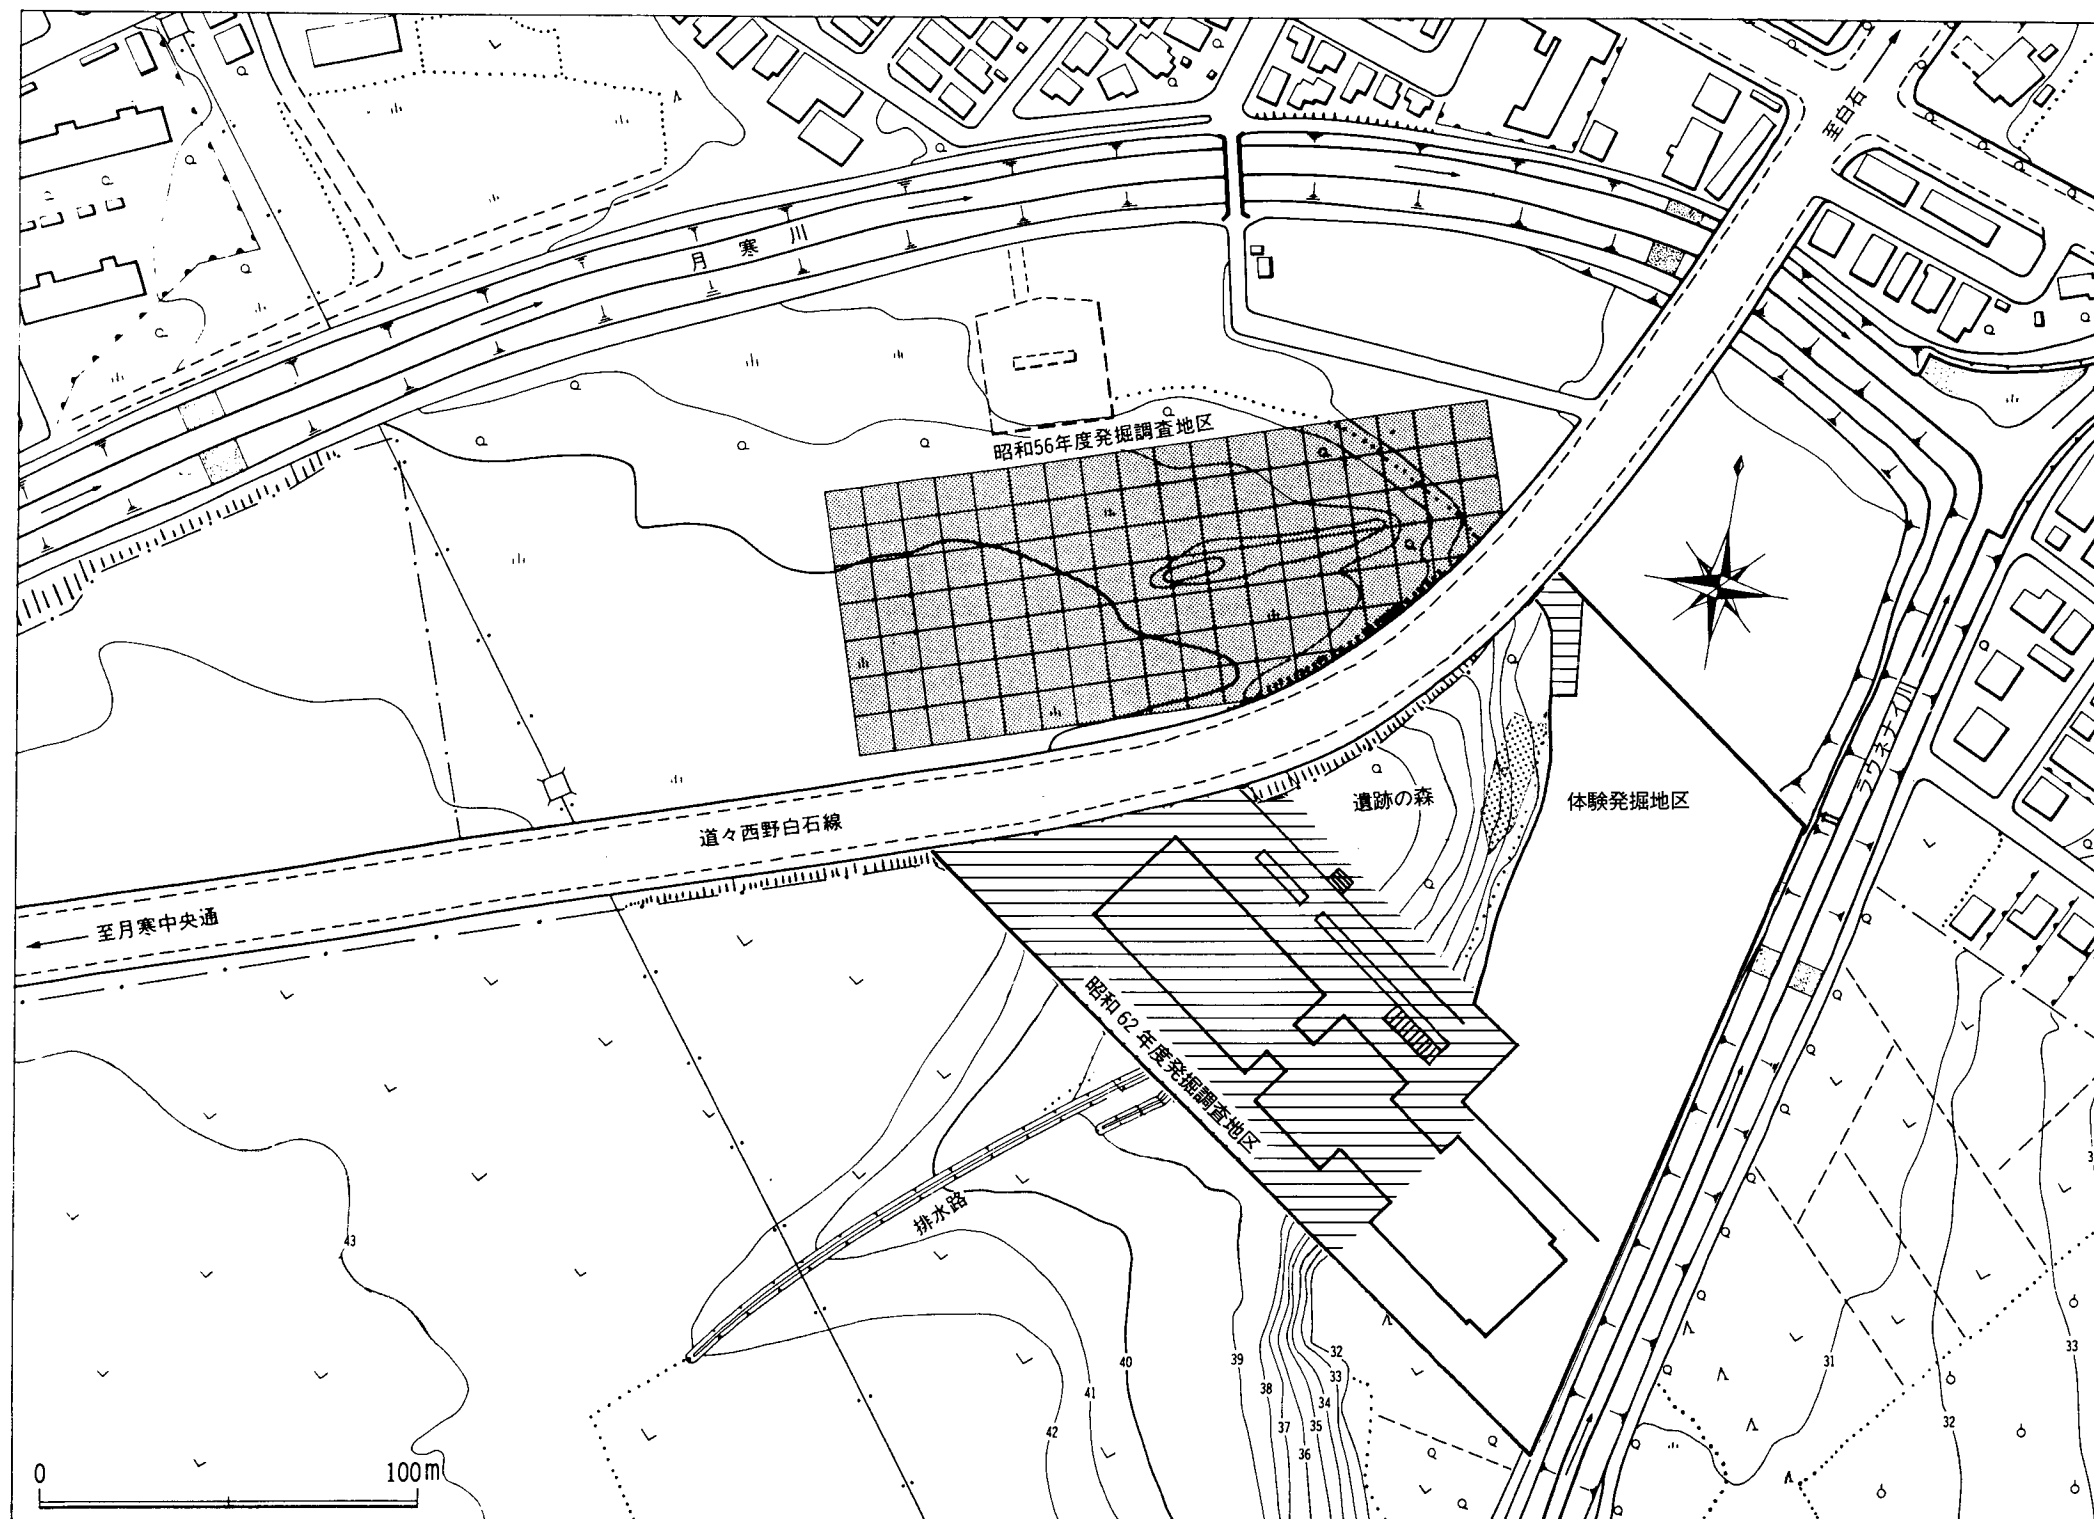 至白石
月寒川
昭和56年度発掘調査地区
ラウネナイ川
遺跡の森
体験発掘地区
道々西野白石線
至月寒中央通
昭和62年度発掘調査地区
排水路
43
40
39
41
42
38
37
36
35
34
33
32
31
32
33
0
100m